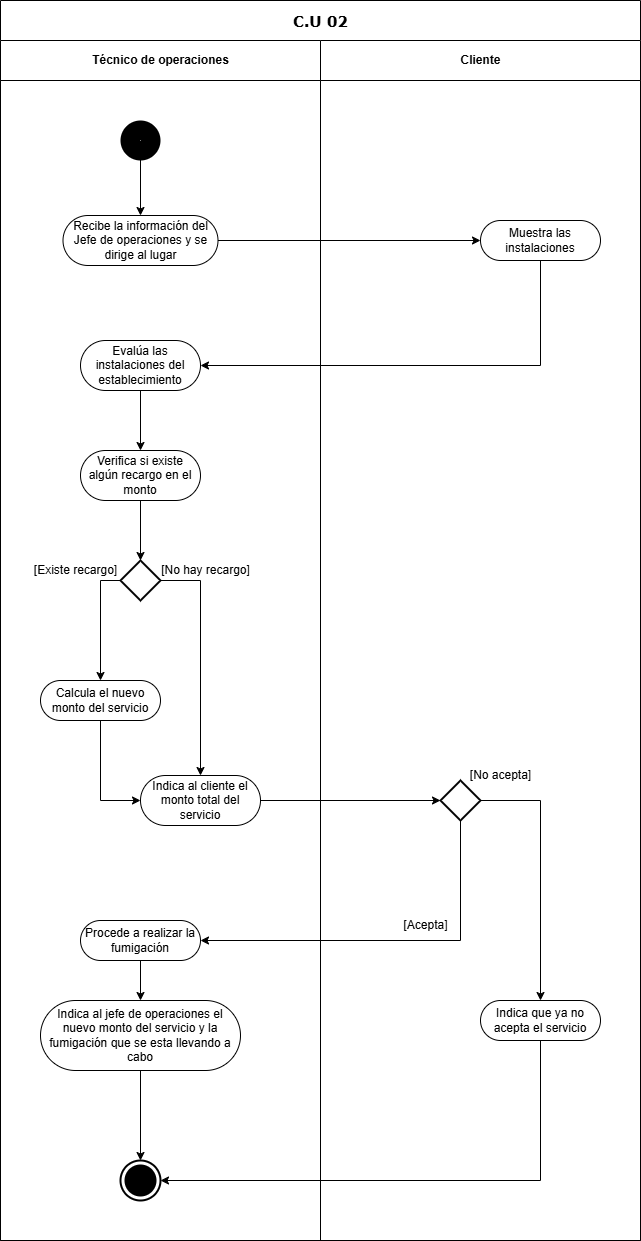 C.U 02
Técnico de operaciones
Cliente
Recibe la información del
Jefe de operaciones y se
dirige al lugar
Muestra las
instalaciones
Evalúa las
instalaciones del
establecimiento
Verifica si existe
algún recargo en el
monto
[Existe recargo]
[No hay recargo]
Calcula el nuevo
monto del servicio
Indica al cliente el
monto total del
servicio
[No acepta]
[Acepta]
Procede a realizar la
fumigación
Indica al jefe de operaciones el
nuevo monto del servicio y la
fumigación que se esta llevando a
cabo
Indica que ya no
acepta el servicio